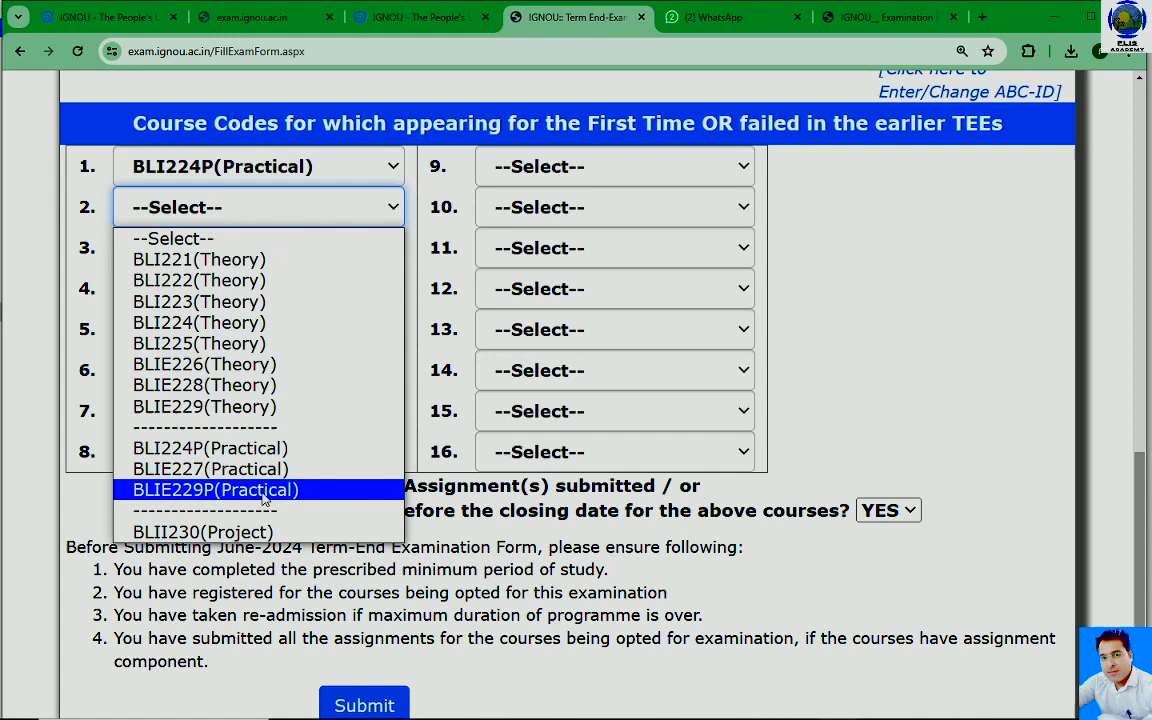 IGNOU - The People's U
exam.ignou.ac.in
IGNOU - The People's U
IGNOU:: Term End-Exar
(2) WhatsApp
IGNOU__ Examination F
exam.ignou.ac.in/FillExamForm.aspx
PLIS
ACADEMY
[Click here to
Enter/Change ABC-ID]
Course Codes for which appearing for the First Time OR failed in the earlier TEEs
1. BLI224P(Practical) 9. --Select--
2. --Select-- 10. --Select--
3. 11. --Select--
4. 12. --Select--
5. 13. --Select--
6. 14. --Select--
7. 15. --Select--
8. 16. --Select--
--Select--
BLI221(Theory)
BLI222(Theory)
BLI223(Theory)
BLI224(Theory)
BLI225(Theory)
BLIE226(Theory)
BLIE228(Theory)
BLIE229(Theory)
-------------------
BLI224P(Practical)
BLIE227(Practical)
BLIE229P(Practical)
-------------------
BLII230(Project)
Assignment(s) submitted / or
efore the closing date for the above courses? YES
Before Submitting June-2024 Term-End Examination Form, please ensure following:
1. You have completed the prescribed minimum period of study.
2. You have registered for the courses being opted for this examination
3. You have taken re-admission if maximum duration of programme is over.
4. You have submitted all the assignments for the courses being opted for examination, if the courses have assignment
component.
Submit